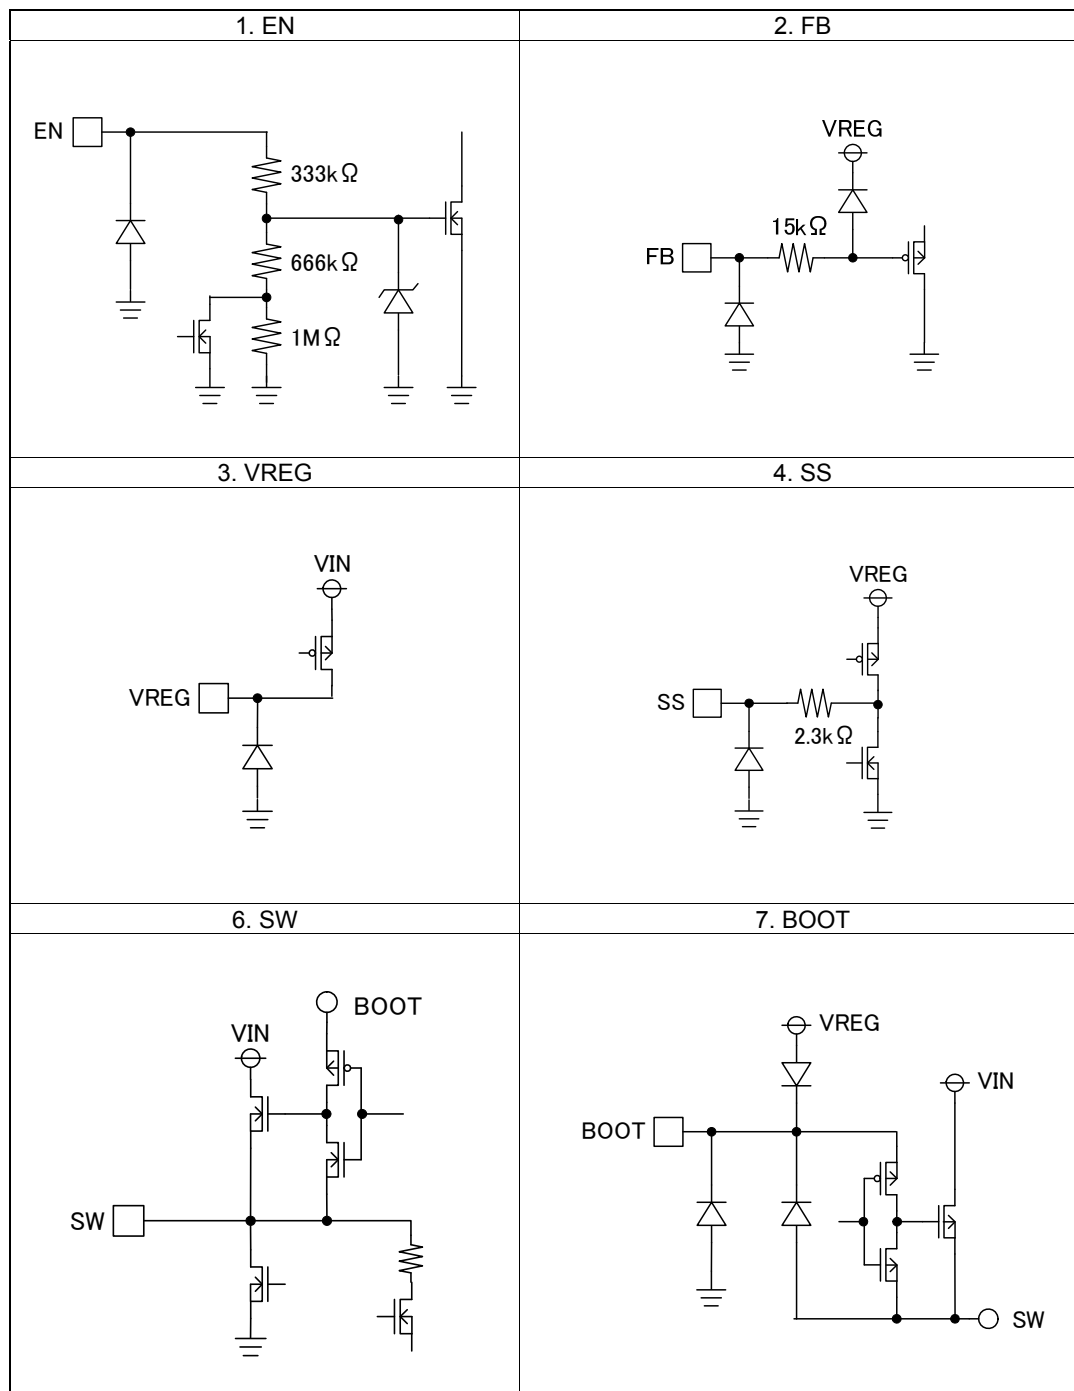 1. EN
2. FB
EN
333kΩ
666kΩ
1MΩ
VREG
15kΩ
FB
3. VREG
4. SS
VIN
VREG
VREG
SS
2.3kΩ
6. SW
7. BOOT
BOOT
VIN
SW
VREG
VIN
BOOT
SW